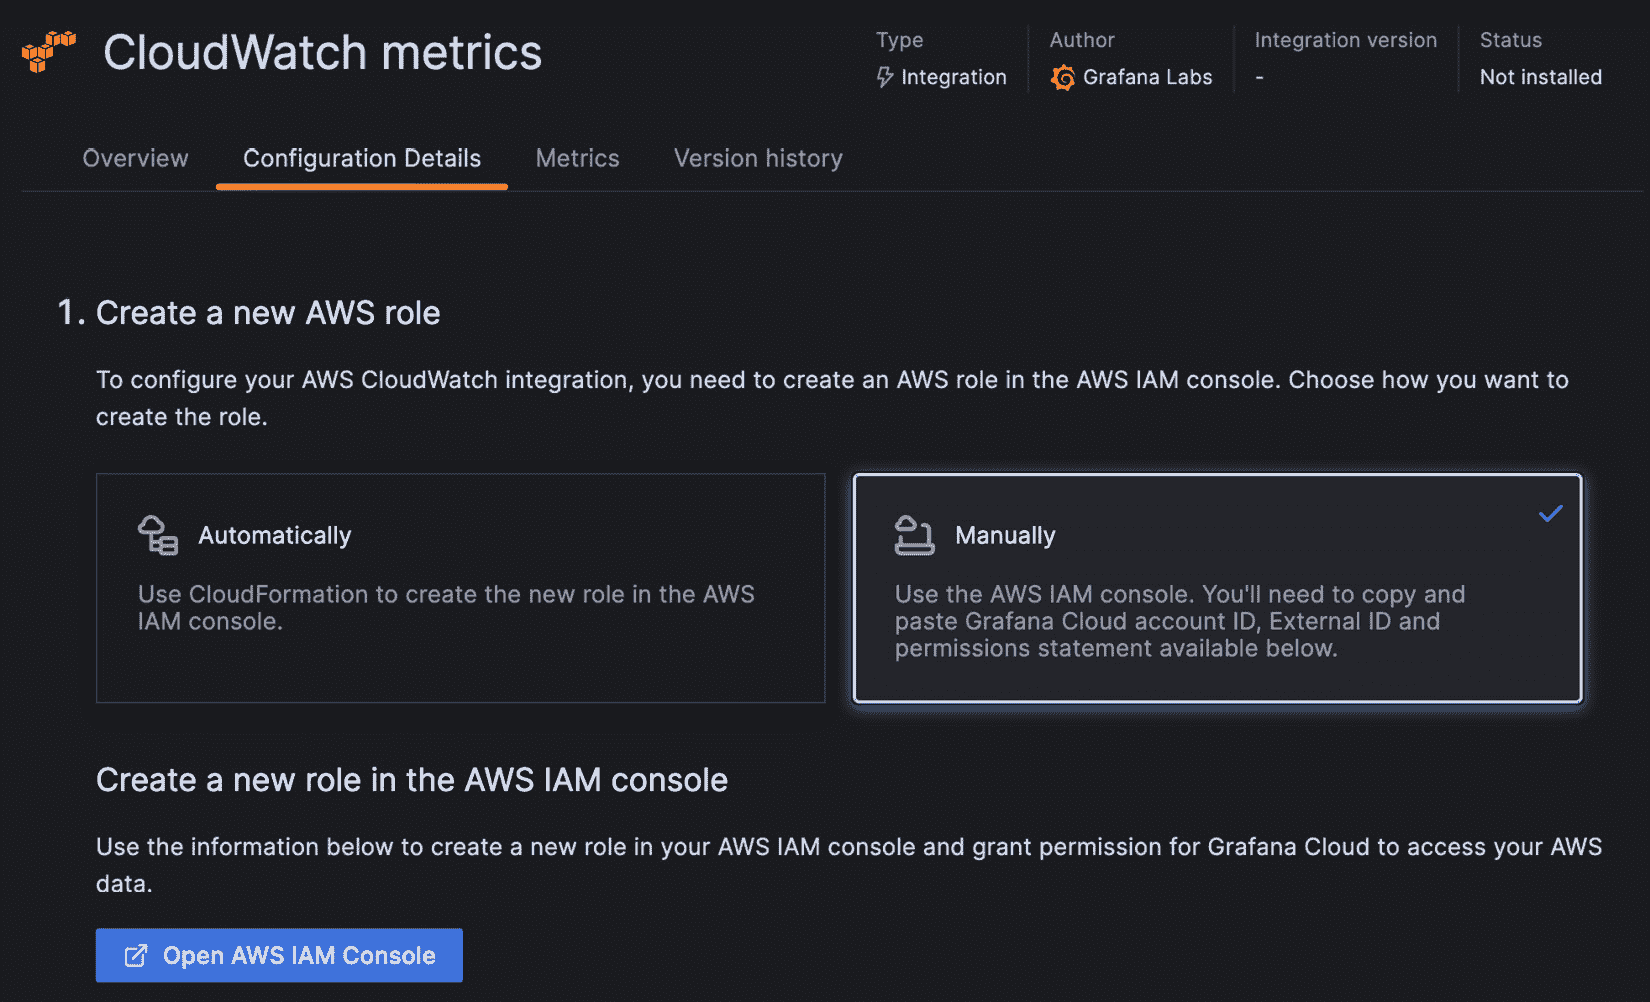 CloudWatch metrics
Type
Integration
Author
Grafana Labs
Integration version
-
Status
Not installed
Overview
Configuration Details
Metrics
Version history
1. Create a new AWS role
To configure your AWS CloudWatch integration, you need to create an AWS role in the AWS IAM console. Choose how you want to
create the role.
Automatically
Use CloudFormation to create the new role in the AWS
IAM console.
Manually
Use the AWS IAM console. You'll need to copy and
paste Grafana Cloud account ID, External ID and
permissions statement available below.
Create a new role in the AWS IAM console
Use the information below to create a new role in your AWS IAM console and grant permission for Grafana Cloud to access your AWS
data.
Open AWS IAM Console